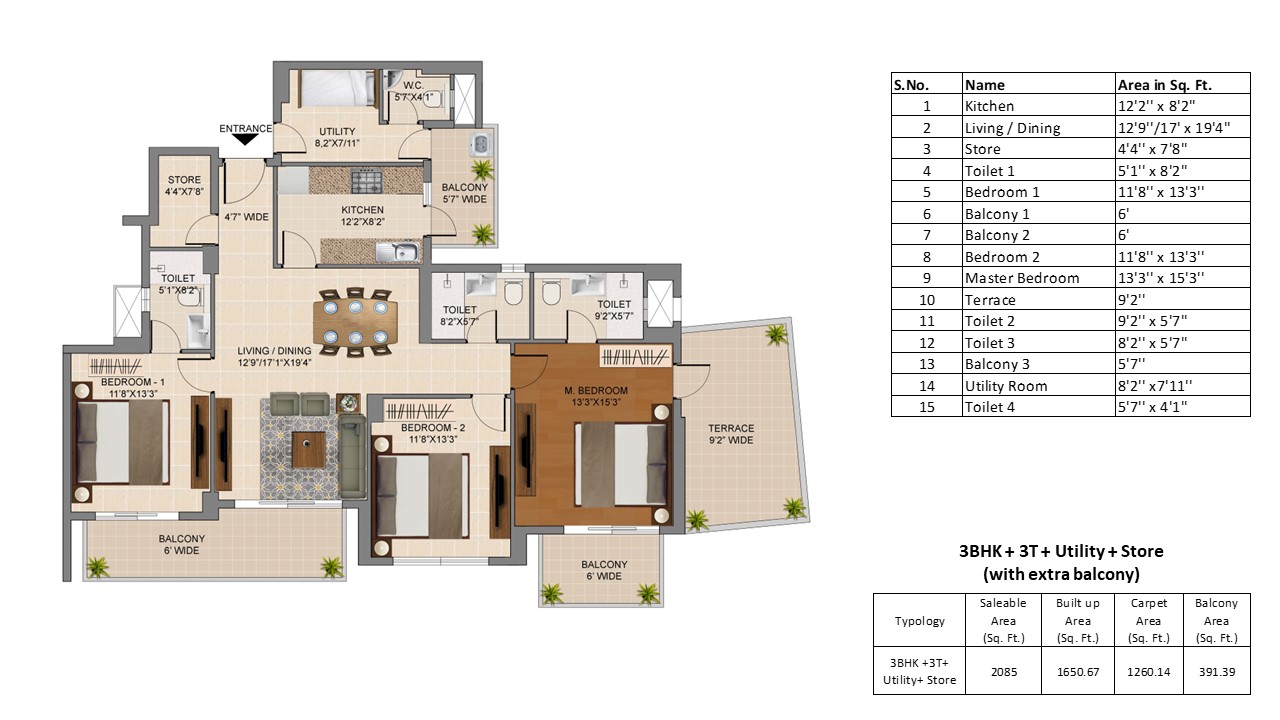 W.C.
5'7"X4'1"
ENTRANCE
UTILITY
8,2"X7/11"
STORE
4'4"X7'8"
BALCONY
5'7" WIDE
4'7" WIDE
KITCHEN
12'2"X8'2"
TOILET
5'1"X8'2"
TOILET
8'2"X5'7"
TOILET
9'2"X5'7"
LIVING / DINING
12'9"/17'1"X19'4"
BEDROOM - 1
11'8"X13'3"
M. BEDROOM
13'3"X15'3"
BEDROOM - 2
11'8"X13'3"
TERRACE
9'2" WIDE
BALCONY
6' WIDE
BALCONY
6' WIDE
S.No. Name Area in Sq. Ft.
1 Kitchen 12'2'' x 8'2"
2 Living / Dining 12'9''/17' x 19'4"
3 Store 4'4'' x 7'8"
4 Toilet 1 5'1'' x 8'2"
5 Bedroom 1 11'8'' x 13'3''
6 Balcony 1 6'
7 Balcony 2 6'
8 Bedroom 2 11'8'' x 13'3''
9 Master Bedroom 13'3'' x 15'3''
10 Terrace 9'2''
11 Toilet 2 9'2'' x 5'7"
12 Toilet 3 8'2'' x 5'7"
13 Balcony 3 5'7''
14 Utility Room 8'2'' x7'11''
15 Toilet 4 5'7'' x 4'1"
3BHK + 3T + Utility + Store
(with extra balcony)
Typology Saleable Area (Sq. Ft.) Built up Area (Sq. Ft.) Carpet Area (Sq. Ft.) Balcony Area (Sq. Ft.)
3BHK +3T+ Utility+ Store 2085 1650.67 1260.14 391.39